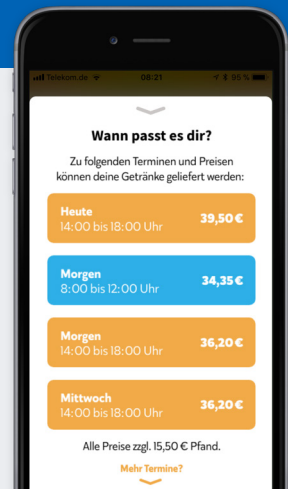 Telekom.de 08:21 95 %
Wann passt es dir?
Zu folgenden Terminen und Preisen
können deine Getränke geliefert werden:
Heute
14:00 bis 18:00 Uhr 39,50 €
Morgen
8:00 bis 12:00 Uhr 34,35 €
Morgen
14:00 bis 18:00 Uhr 36,20 €
Mittwoch
14:00 bis 18:00 Uhr 36,20 €
Alle Preise zzgl. 15,50 € Pfand.
Mehr Termine?